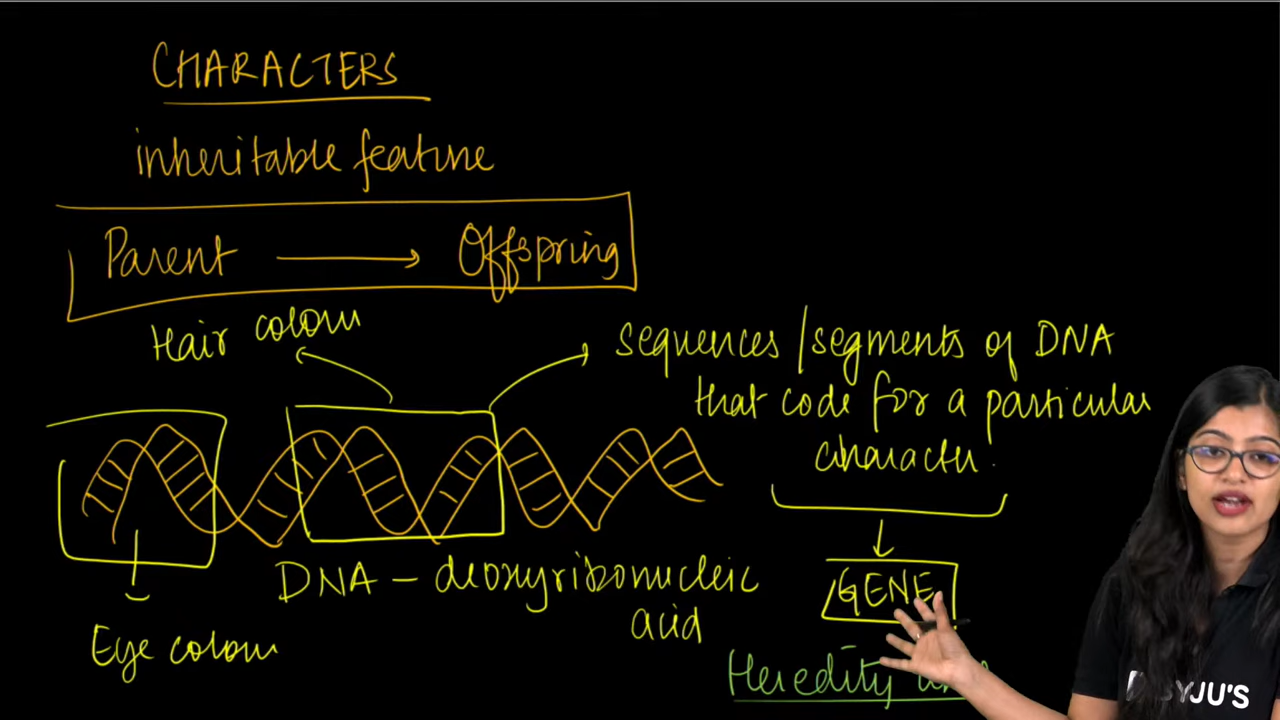 CHARACTERS
inheritable feature
Parent → Offspring
Hair colour
sequences/segments of DNA
that code for a particular
character.
GENE
DNA – deoxyribonucleic
acid
Eye colour
Heredity
BYJU'S